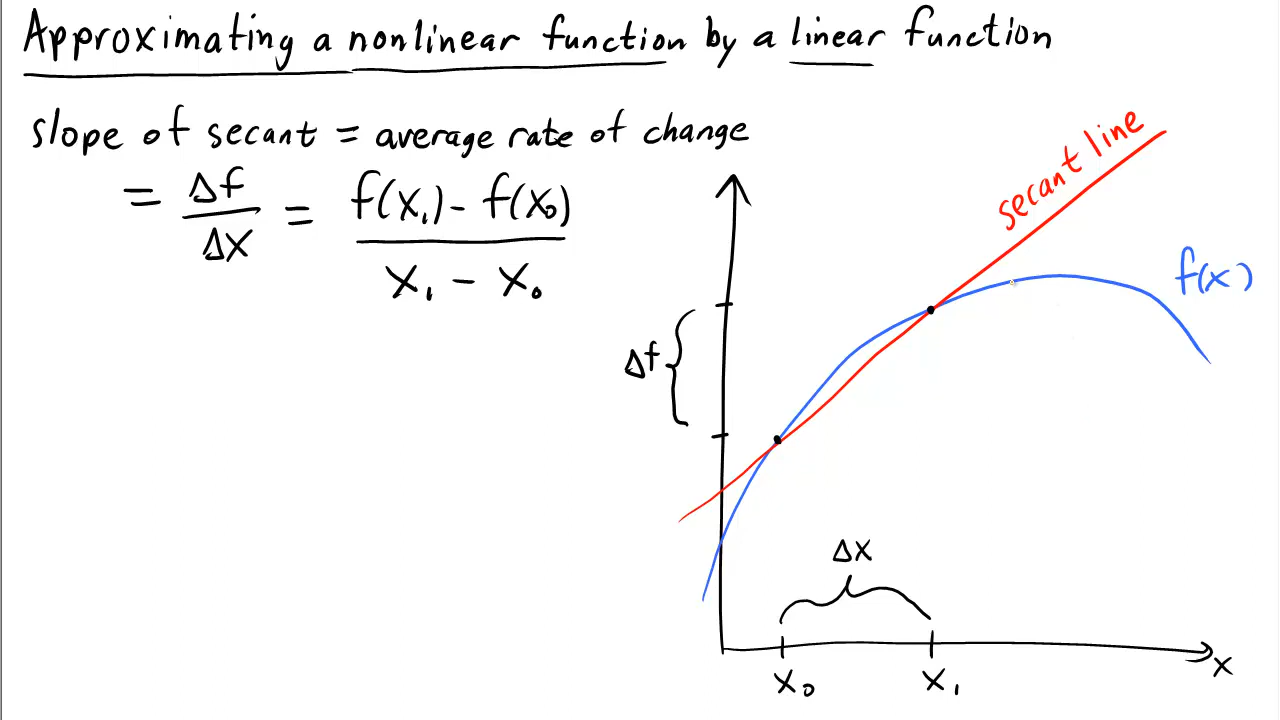 Approximating a nonlinear function by a linear function
slope of secant = average rate of change
= Δf/Δx = f(x₁) - f(x₀) / x₁ - x₀
secant line
f(x)
Δf
Δx
x₀ x₁ x